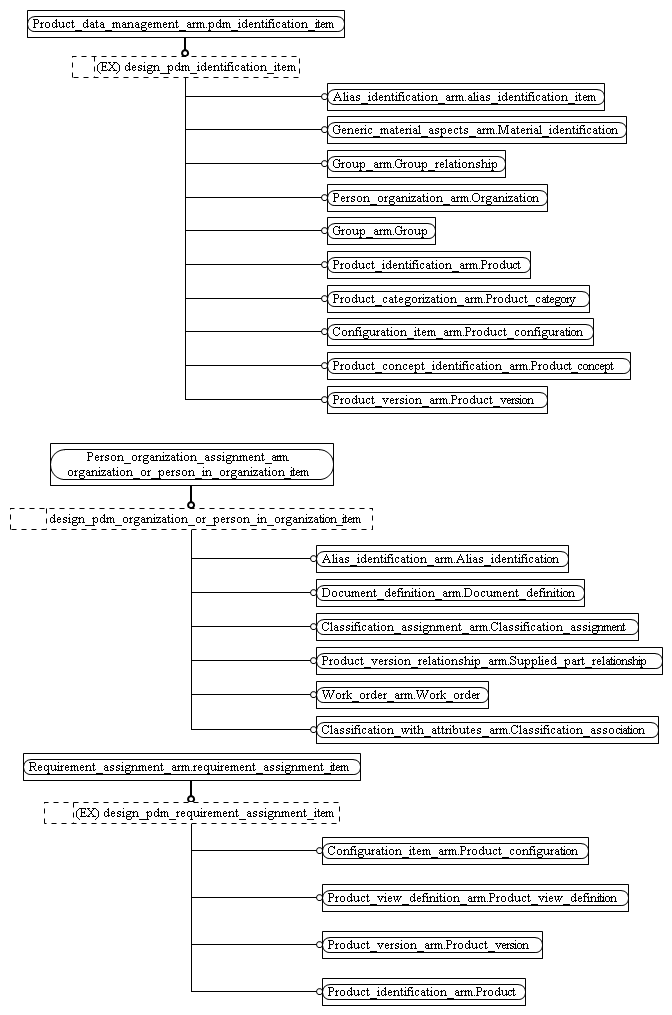 Product_data_management_arm.pdm_identification_item
(EX) design_pdm_identification_item
Alias_identification_arm.alias_identification_item
Generic_material_aspects_arm.Material_identification
Group_arm.Group_relationship
Person_organization_arm.Organization
Group_arm.Group
Product_identification_arm.Product
Product_categorization_arm.Product_category
Configuration_item_arm.Product_configuration
Product_concept_identification_arm.Product_concept
Product_version_arm.Product_version
Person_organization_assignment_arm.
organization_or_person_in_organization_item
design_pdm_organization_or_person_in_organization_item
Alias_identification_arm.Alias_identification
Document_definition_arm.Document_definition
Classification_assignment_arm.Classification_assignment
Product_version_relationship_arm.Supplied_part_relationship
Work_order_arm.Work_order
Classification_with_attributes_arm.Classification_association
Requirement_assignment_arm.requirement_assignment_item
(EX) design_pdm_requirement_assignment_item
Configuration_item_arm.Product_configuration
Product_view_definition_arm.Product_view_definition
Product_version_arm.Product_version
Product_identification_arm.Product